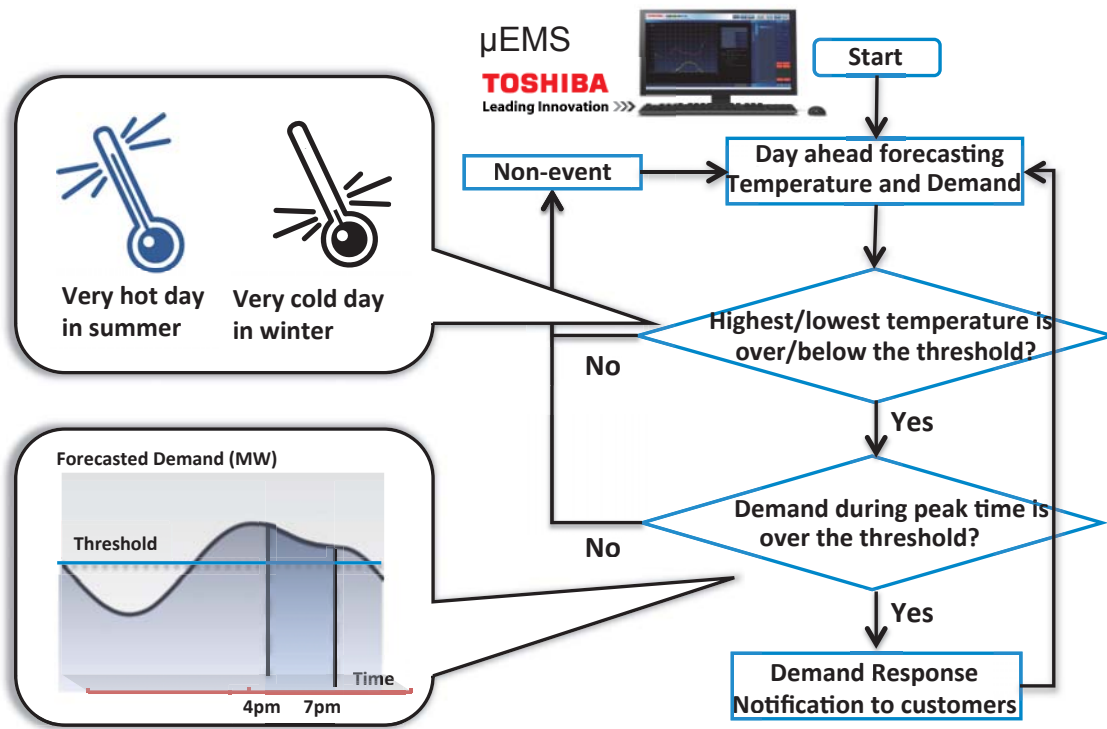 µEMS
TOSHIBA
Leading Innovation >>>
Start
Day ahead forecasting
Temperature and Demand
Non-event
Very hot day
in summer
Very cold day
in winter
Highest/lowest temperature is
over/below the threshold?
No
Yes
Forecasted Demand (MW)
Threshold
Time
4pm
7pm
Demand during peak time is
over the threshold?
No
Yes
Demand Response
Notification to customers